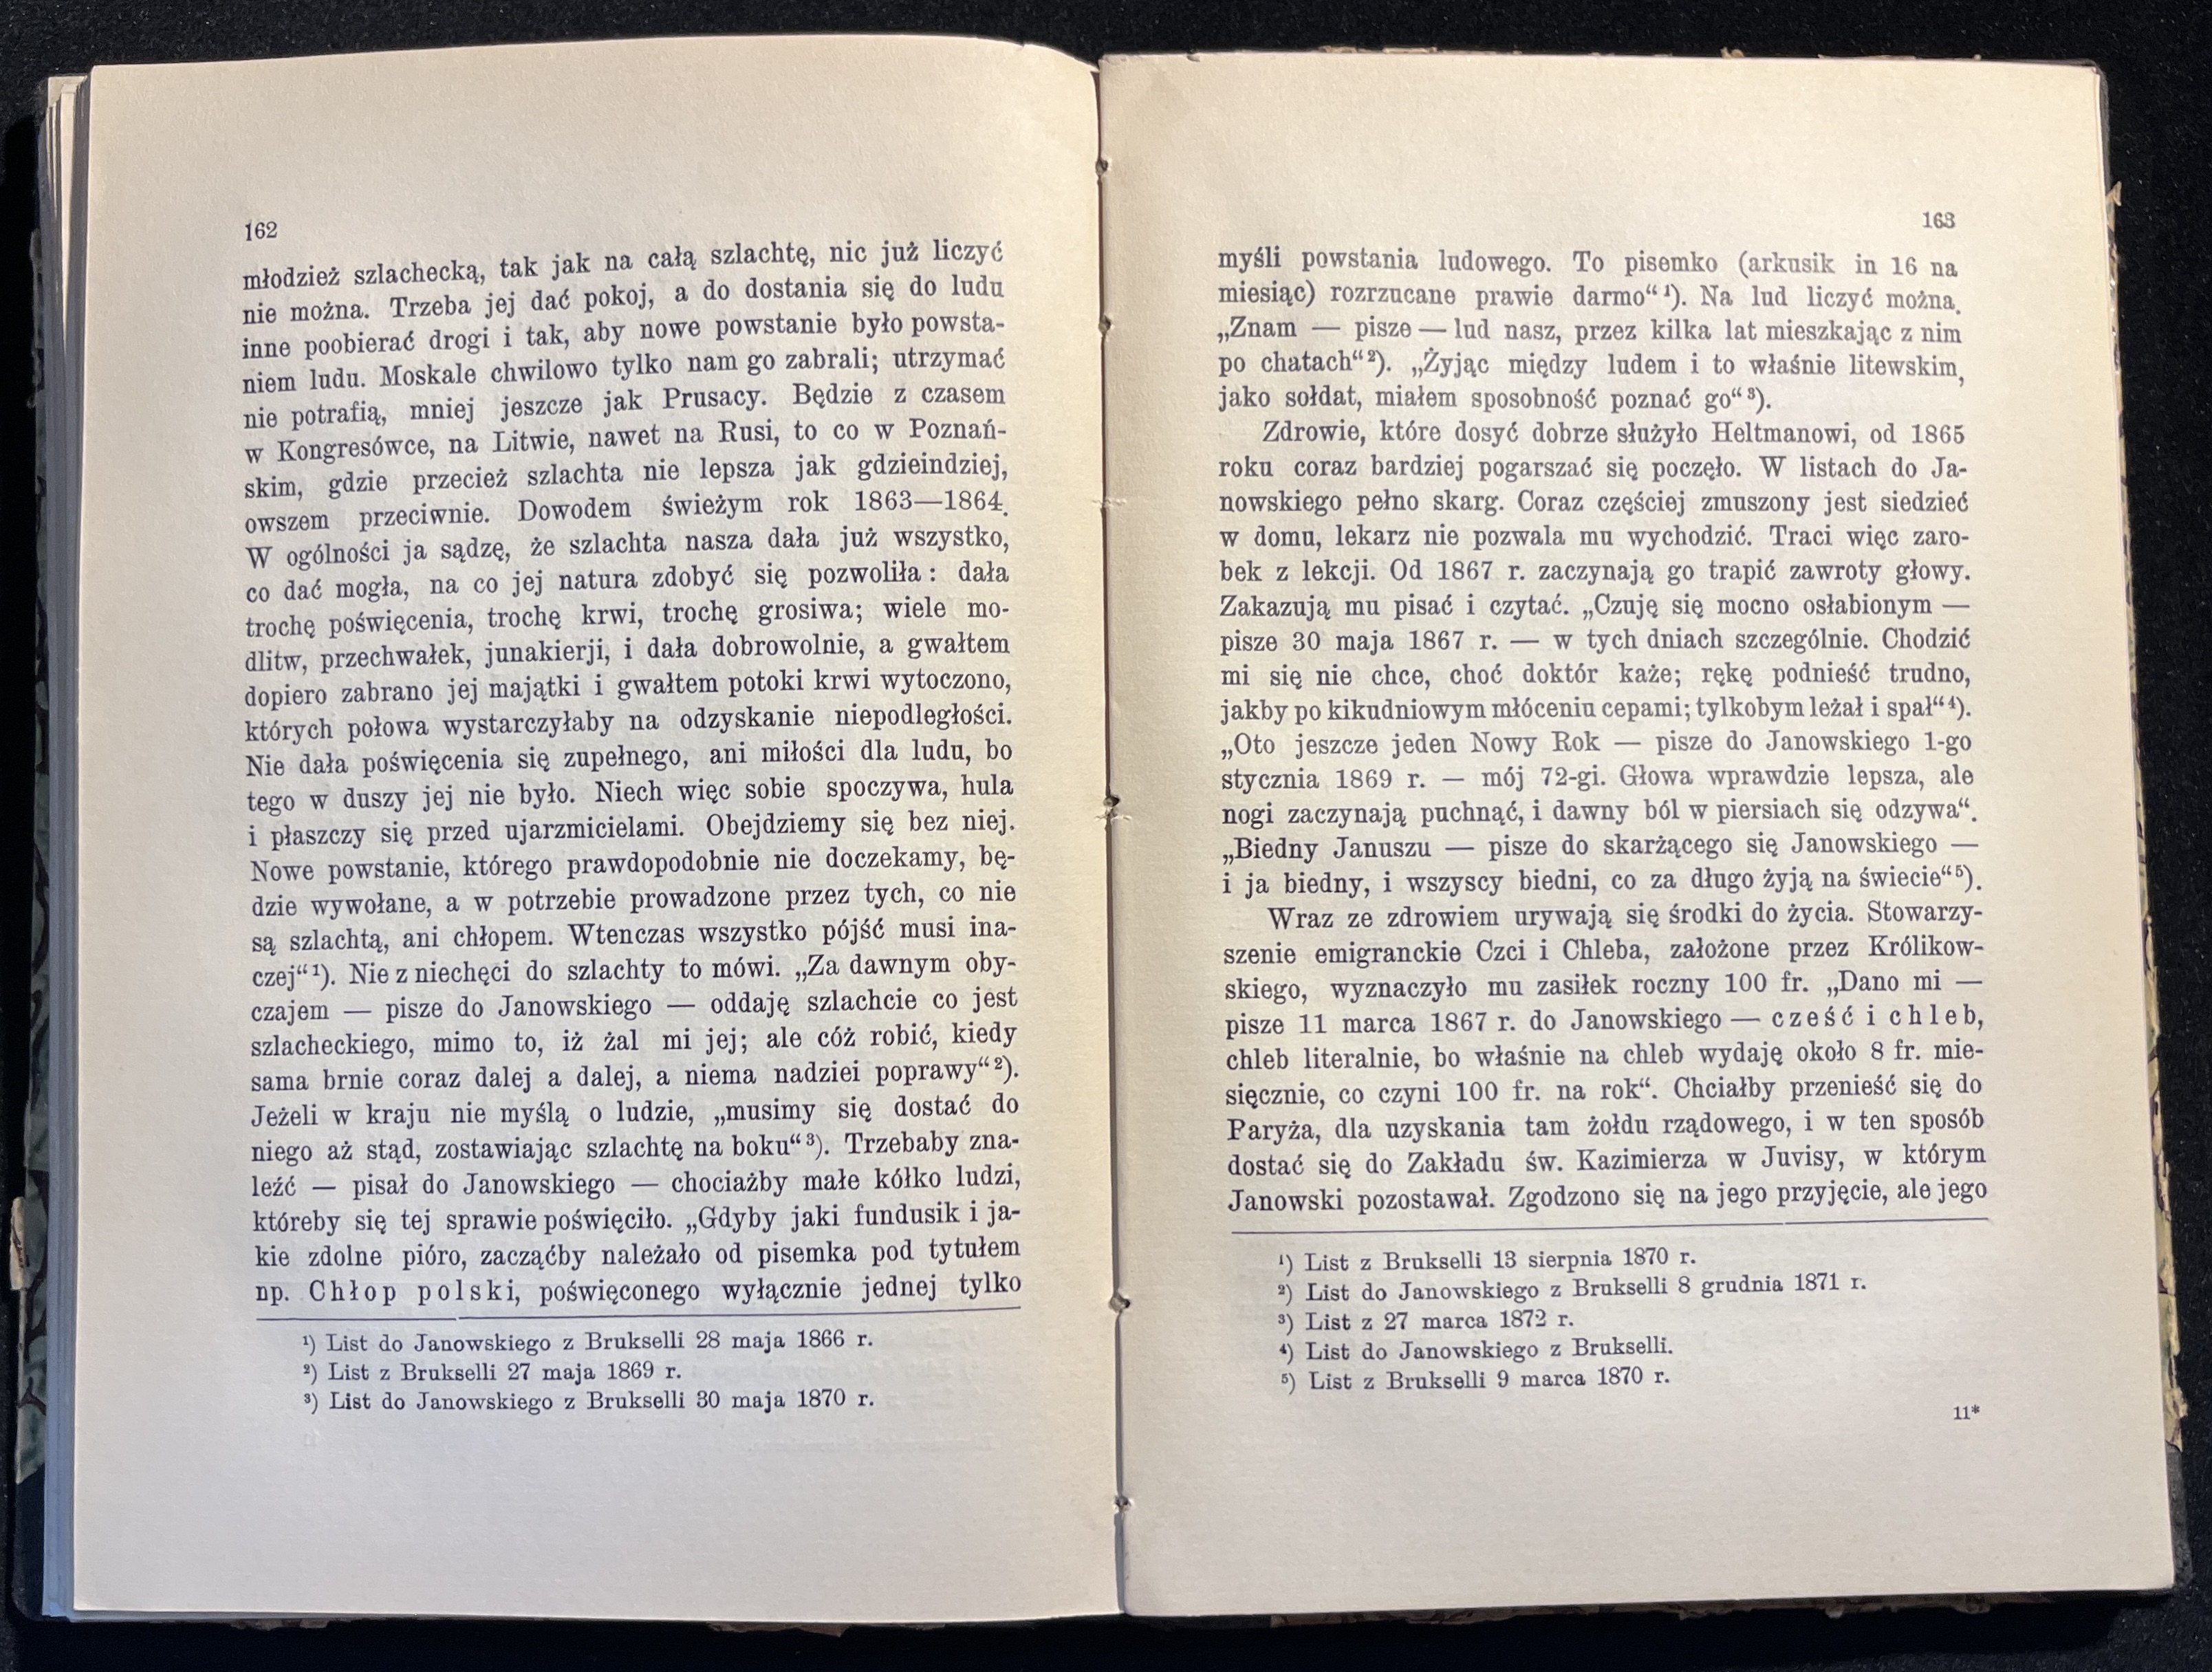 162
młodzież szlachecką, tak jak na całą szlachtę, nic już liczyć
nie można. Trzeba jej dać pokoj, a do dostania się do ludu
inne poobierać drogi i tak, aby nowe powstanie było powsta-
niem ludu. Moskale chwilowo tylko nam go zabrali; utrzymać
nie potrafią, mniej jeszcze jak Prusacy. Będzie z czasem
w Kongresówce, na Litwie, nawet na Rusi, to co w Poznań-
skim, gdzie przecież szlachta nie lepsza jak gdzieindziej,
owszem przeciwnie. Dowodem świeżym rok 1863—1864.
W ogólności ja sądzę, że szlachta nasza dała już wszystko,
co dać mogła, na co jej natura zdobyć się pozwoliła: dała
trochę poświęcenia, trochę krwi, trochę grosiwa; wiele mo-
dlitw, przechwałek, junakierji, i dała dobrowolnie, a gwałtem
dopiero zabrano jej majątki i gwałtem potoki krwi wytoczono,
których połowa wystarczyłaby na odzyskanie niepodległości.
Nie dała poświęcenia się zupełnego, ani miłości dla ludu, bo
tego w duszy jej nie było. Niech więc sobie spoczywa, hula
i płaszczy się przed ujarzmicielami. Obejdziemy się bez niej.
Nowe powstanie, którego prawdopodobnie nie doczekamy, bę-
dzie wywołane, a w potrzebie prowadzone przez tych, co nie
są szlachtą, ani chłopem. Wtenczas wszystko pójść musi ina-
czej“¹). Nie z niechęci do szlachty to mówi. „Za dawnym oby-
czajem — pisze do Janowskiego — oddaję szlachcie co jest
szlacheckiego, mimo to, iż żal mi jej; ale cóż robić, kiedy
sama brnie coraz dalej a dalej, a niema nadziei poprawy“²).
Jeżeli w kraju nie myślą o ludzie, „musimy się dostać do
niego aż stąd, zostawiając szlachtę na boku“³). Trzebaby zna-
leźć — pisał do Janowskiego — chociażby małe kółko ludzi,
któreby się tej sprawie poświęciło. „Gdyby jaki fundusik i ja-
kie zdolne pióro, zacząćby należało od pisemka pod tytułem
np. Chłop polski, poświęconego wyłącznie jednej tylko
¹) List do Janowskiego z Brukselli 28 maja 1866 r.
²) List z Brukselli 27 maja 1869 r.
³) List do Janowskiego z Brukselli 30 maja 1870 r.
163
myśli powstania ludowego. To pisemko (arkusik in 16 na
miesiąc) rozrzucane prawie darmo“¹). Na lud liczyć można.
„Znam — pisze — lud nasz, przez kilka lat mieszkając z nim
po chatach“²). „Żyjąc między ludem i to właśnie litewskim,
jako sołdat, miałem sposobność poznać go“³).
Zdrowie, które dosyć dobrze służyło Heltmanowi, od 1865
roku coraz bardziej pogarszać się poczęło. W listach do Ja-
nowskiego pełno skarg. Coraz częściej zmuszony jest siedzieć
w domu, lekarz nie pozwala mu wychodzić. Traci więc zaro-
bek z lekcji. Od 1867 r. zaczynają go trapić zawroty głowy.
Zakazują mu pisać i czytać. „Czuję się mocno osłabionym —
pisze 30 maja 1867 r. — w tych dniach szczególnie. Chodzić
mi się nie chce, choć doktór każe; rękę podnieść trudno,
jakby po kikudniowym młóceniu cepami; tylkobym leżał i spał“⁴).
„Oto jeszcze jeden Nowy Rok — pisze do Janowskiego 1-go
stycznia 1869 r. — mój 72-gi. Głowa wprawdzie lepsza, ale
nogi zaczynają puchnąć, i dawny ból w piersiach się odzywa“.
„Biedny Januszu — pisze do skarżącego się Janowskiego —
i ja biedny, i wszyscy biedni, co za długo żyją na świecie“⁵).
Wraz ze zdrowiem urywają się środki do życia. Stowarzy-
szenie emigranckie Czci i Chleba, założone przez Królikow-
skiego, wyznaczyło mu zasiłek roczny 100 fr. „Dano mi —
pisze 11 marca 1867 r. do Janowskiego — cześć i chleb,
chleb literalnie, bo właśnie na chleb wydaję około 8 fr. mie-
sięcznie, co czyni 100 fr. na rok“. Chciałby przenieść się do
Paryża, dla uzyskania tam żołdu rządowego, i w ten sposób
dostać się do Zakładu św. Kazimierza w Juvisy, w którym
Janowski pozostawał. Zgodzono się na jego przyjęcie, ale jego
¹) List z Brukselli 13 sierpnia 1870 r.
²) List do Janowskiego z Brukselli 8 grudnia 1871 r.
³) List z 27 marca 1872 r.
⁴) List do Janowskiego z Brukselli.
⁵) List z Brukselli 9 marca 1870 r.
11*